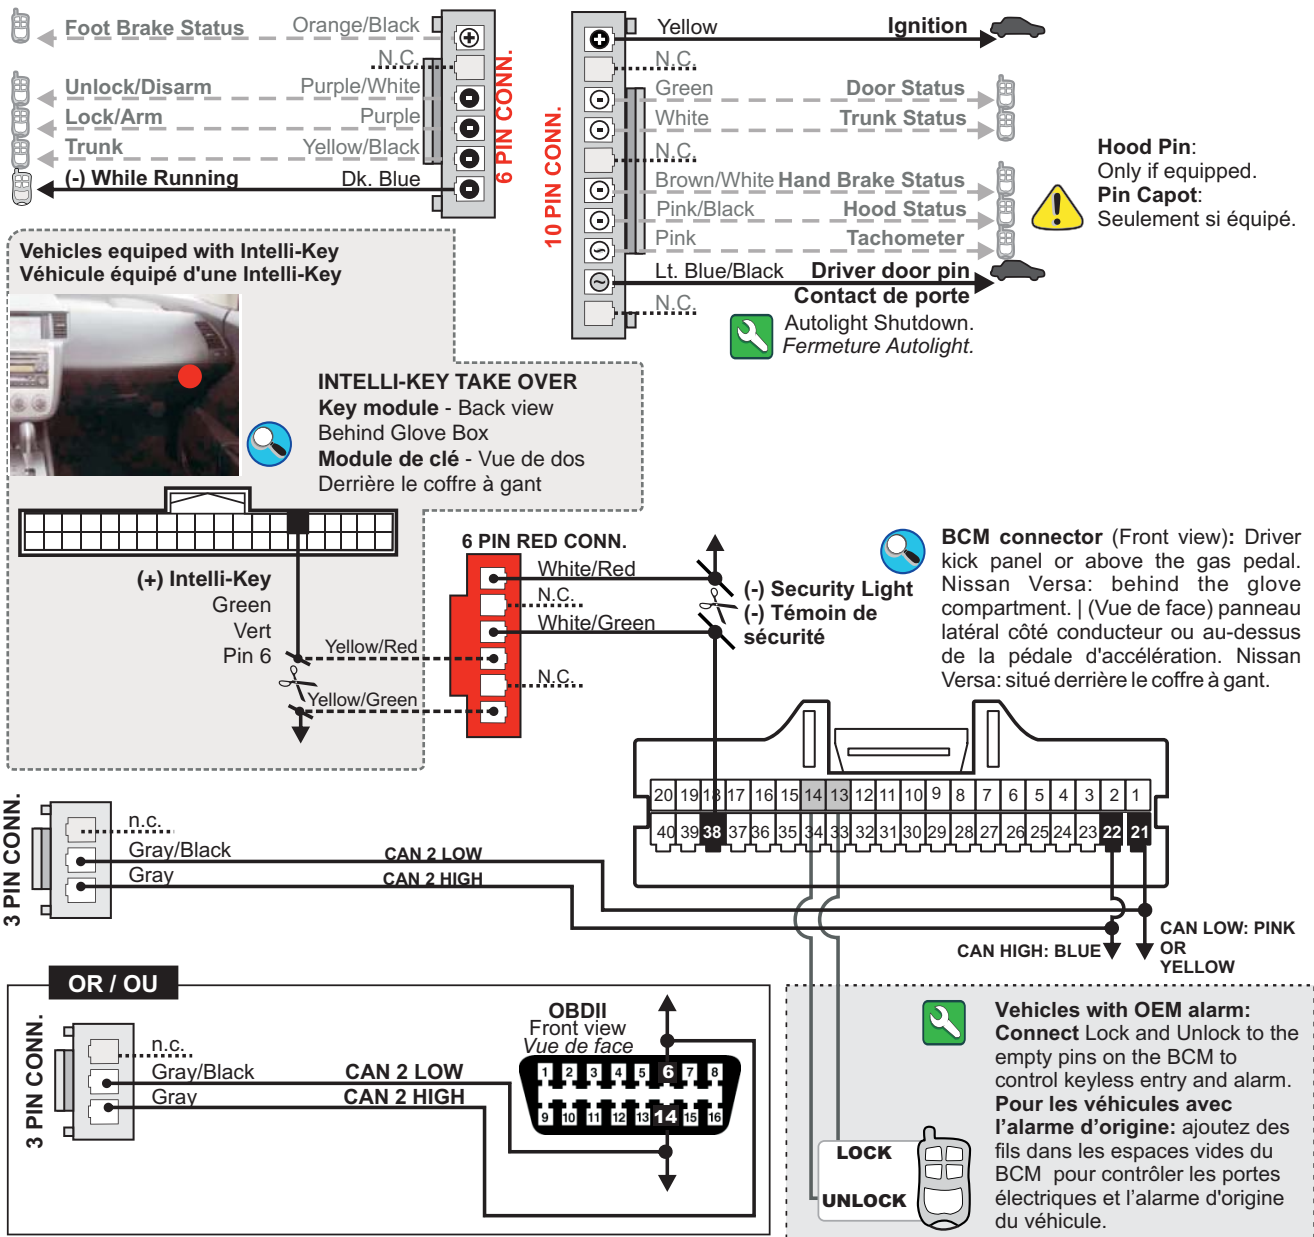 Foot Brake Status Orange/Black
N.C.
Unlock/Disarm Purple/White
Lock/Arm Purple
Trunk Yellow/Black
(-) While Running Dk. Blue
6 PIN CONN.
10 PIN CONN.
Yellow Ignition
N.C.
Green Door Status
White Trunk Status
N.C.
Brown/White Hand Brake Status
Pink/Black Hood Status
Pink Tachometer
Lt. Blue/Black Driver door pin
Contact de porte
N.C.
Autolight Shutdown.
Fermeture Autolight.
Hood Pin:
Only if equipped.
Pin Capot:
Seulement si équipé.
Vehicles equiped with Intelli-Key
Véhicule équipé d'une Intelli-Key
INTELLI-KEY TAKE OVER
Key module - Back view
Behind Glove Box
Module de clé - Vue de dos
Derrière le coffre à gant
(+) Intelli-Key
Green
Vert
Pin 6
Yellow/Red
Yellow/Green
6 PIN RED CONN.
White/Red
N.C.
White/Green
N.C.
(-) Security Light
(-) Témoin de
sécurité
BCM connector (Front view): Driver
kick panel or above the gas pedal.
Nissan Versa: behind the glove
compartment. | (Vue de face) panneau
latéral côté conducteur ou au-dessus
de la pédale d'accélération. Nissan
Versa: situé derrière le coffre à gant.
20 19 18 17 16 15 14 13 12 11 10 9 8 7 6 5 4 3 2 1
40 39 38 37 36 35 34 33 32 31 30 29 28 27 26 25 24 23 22 21
3 PIN CONN.
n.c.
Gray/Black CAN 2 LOW
Gray CAN 2 HIGH
CAN HIGH: BLUE
CAN LOW: PINK
OR
YELLOW
OR / OU
3 PIN CONN.
n.c.
Gray/Black CAN 2 LOW
Gray CAN 2 HIGH
OBDII
Front view
Vue de face
1 2 3 4 5 6 7 8
9 10 11 12 13 14 15 16
Vehicles with OEM alarm:
Connect Lock and Unlock to the
empty pins on the BCM to
control keyless entry and alarm.
Pour les véhicules avec
l'alarme d'origine: ajoutez des
fils dans les espaces vides du
BCM pour contrôler les portes
électriques et l'alarme d'origine
du véhicule.
LOCK
UNLOCK